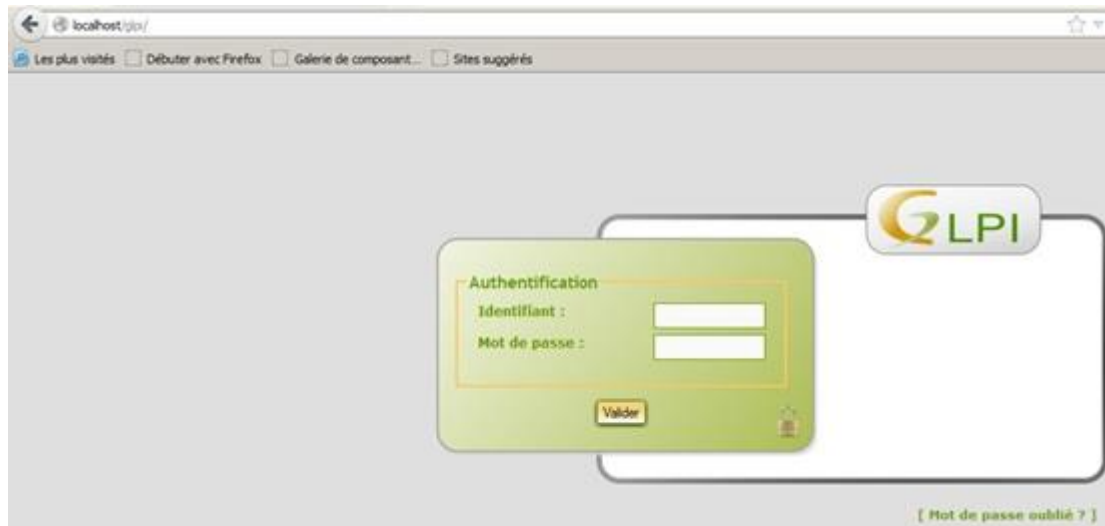 localhost/glpi/
Les plus visités Débuter avec Firefox Galerie de composant... Sites suggérés
GLPI
Authentification
Identifiant :
Mot de passe :
Valider
[ Mot de passe oublié ? ]